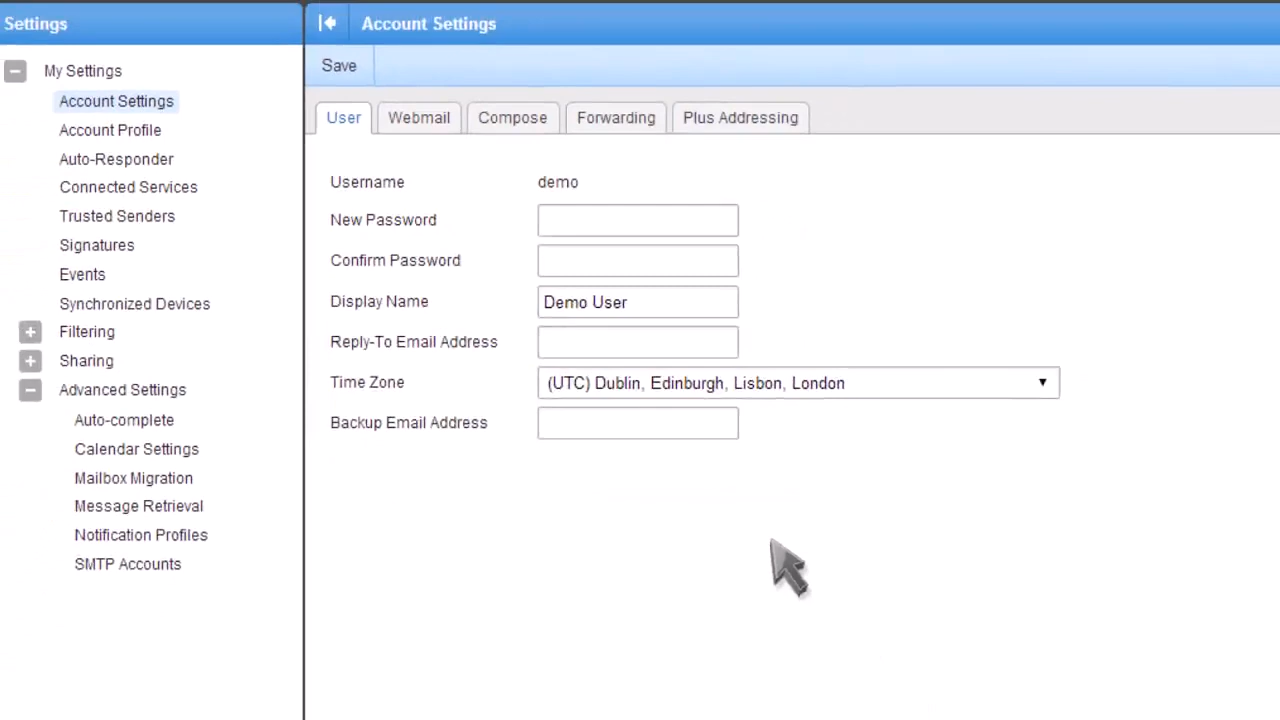 Settings
Account Settings
Save
My Settings
Account Settings
Account Profile
Auto-Responder
Connected Services
Trusted Senders
Signatures
Events
Synchronized Devices
Filtering
Sharing
Advanced Settings
Auto-complete
Calendar Settings
Mailbox Migration
Message Retrieval
Notification Profiles
SMTP Accounts
User Webmail Compose Forwarding Plus Addressing
Username demo
New Password
Confirm Password
Display Name Demo User
Reply-To Email Address
Time Zone (UTC) Dublin, Edinburgh, Lisbon, London
Backup Email Address